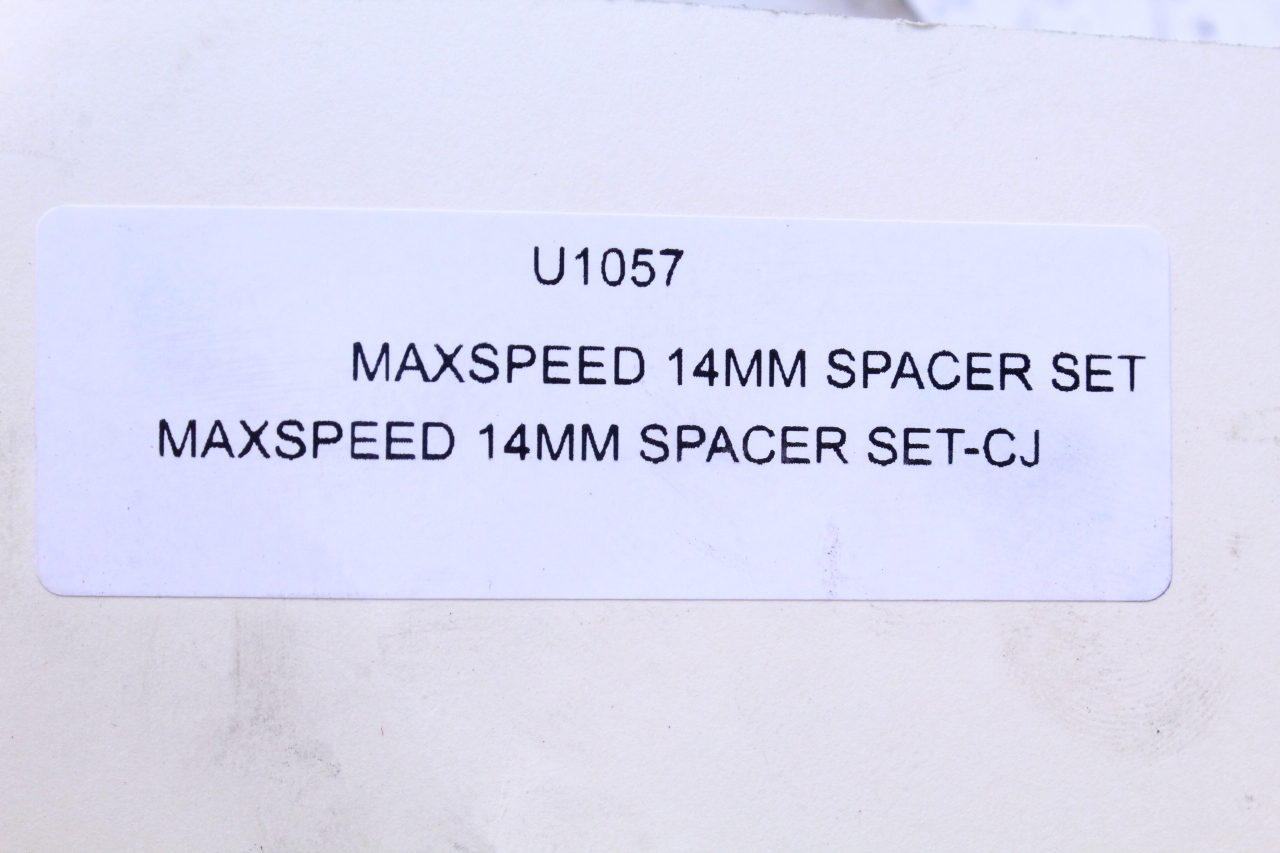 U1057
MAXSPEED 14MM SPACER SET
MAXSPEED 14MM SPACER SET-CJ